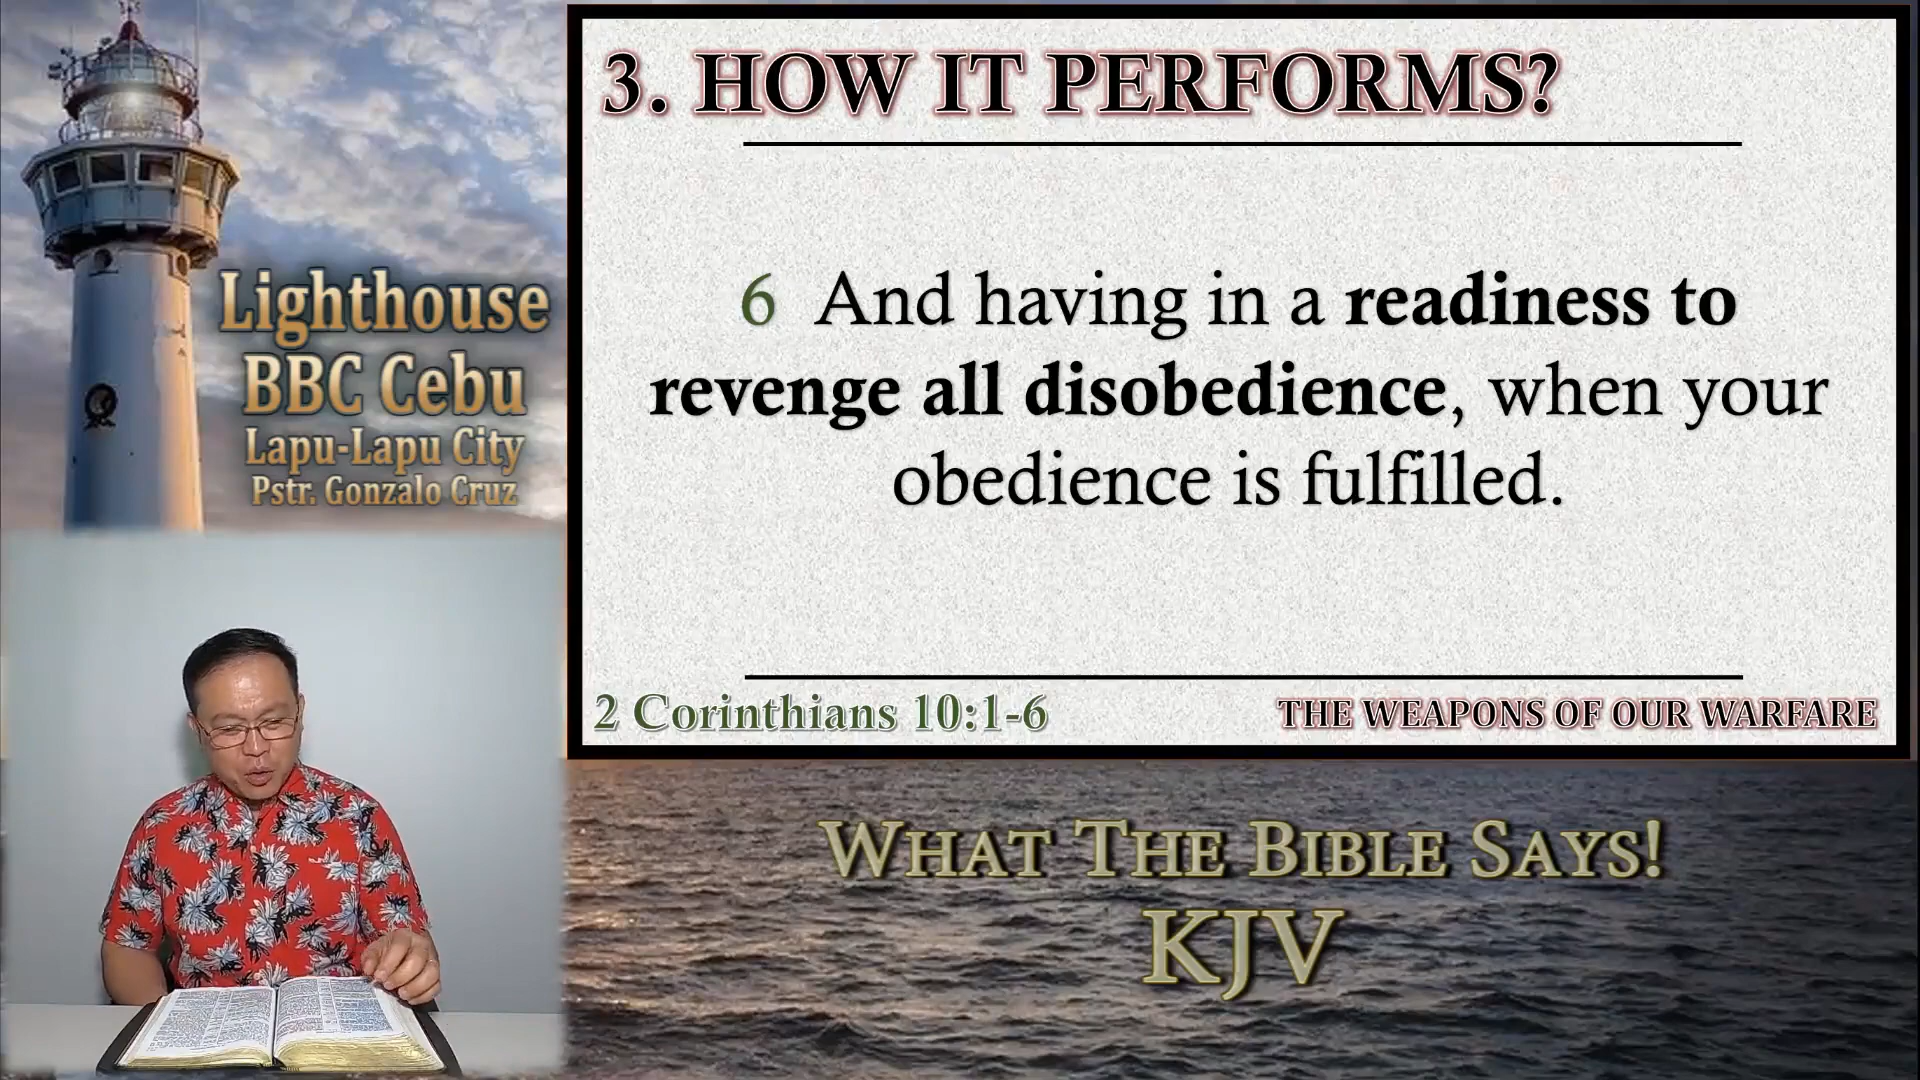 3. HOW IT PERFORMS?
6 And having in a readiness to
revenge all disobedience, when your
obedience is fulfilled.
2 Corinthians 10:1-6
THE WEAPONS OF OUR WARFARE
Lighthouse
BBC Cebu
Lapu-Lapu City
Pstr. Gonzalo Cruz
WHAT THE BIBLE SAYS!
KJV